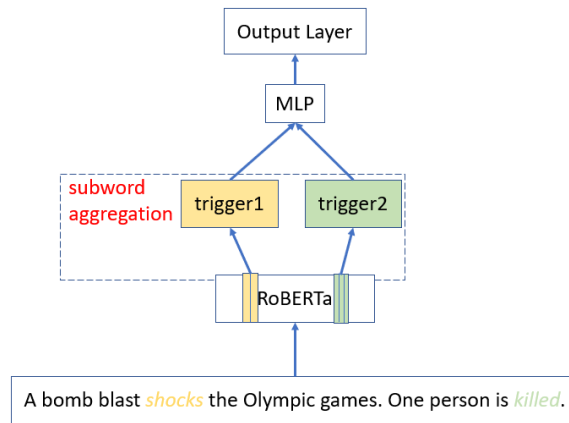 Output Layer
MLP
subword
aggregation
trigger1
trigger2
RoBERTa
A bomb blast shocks the Olympic games. One person is killed.